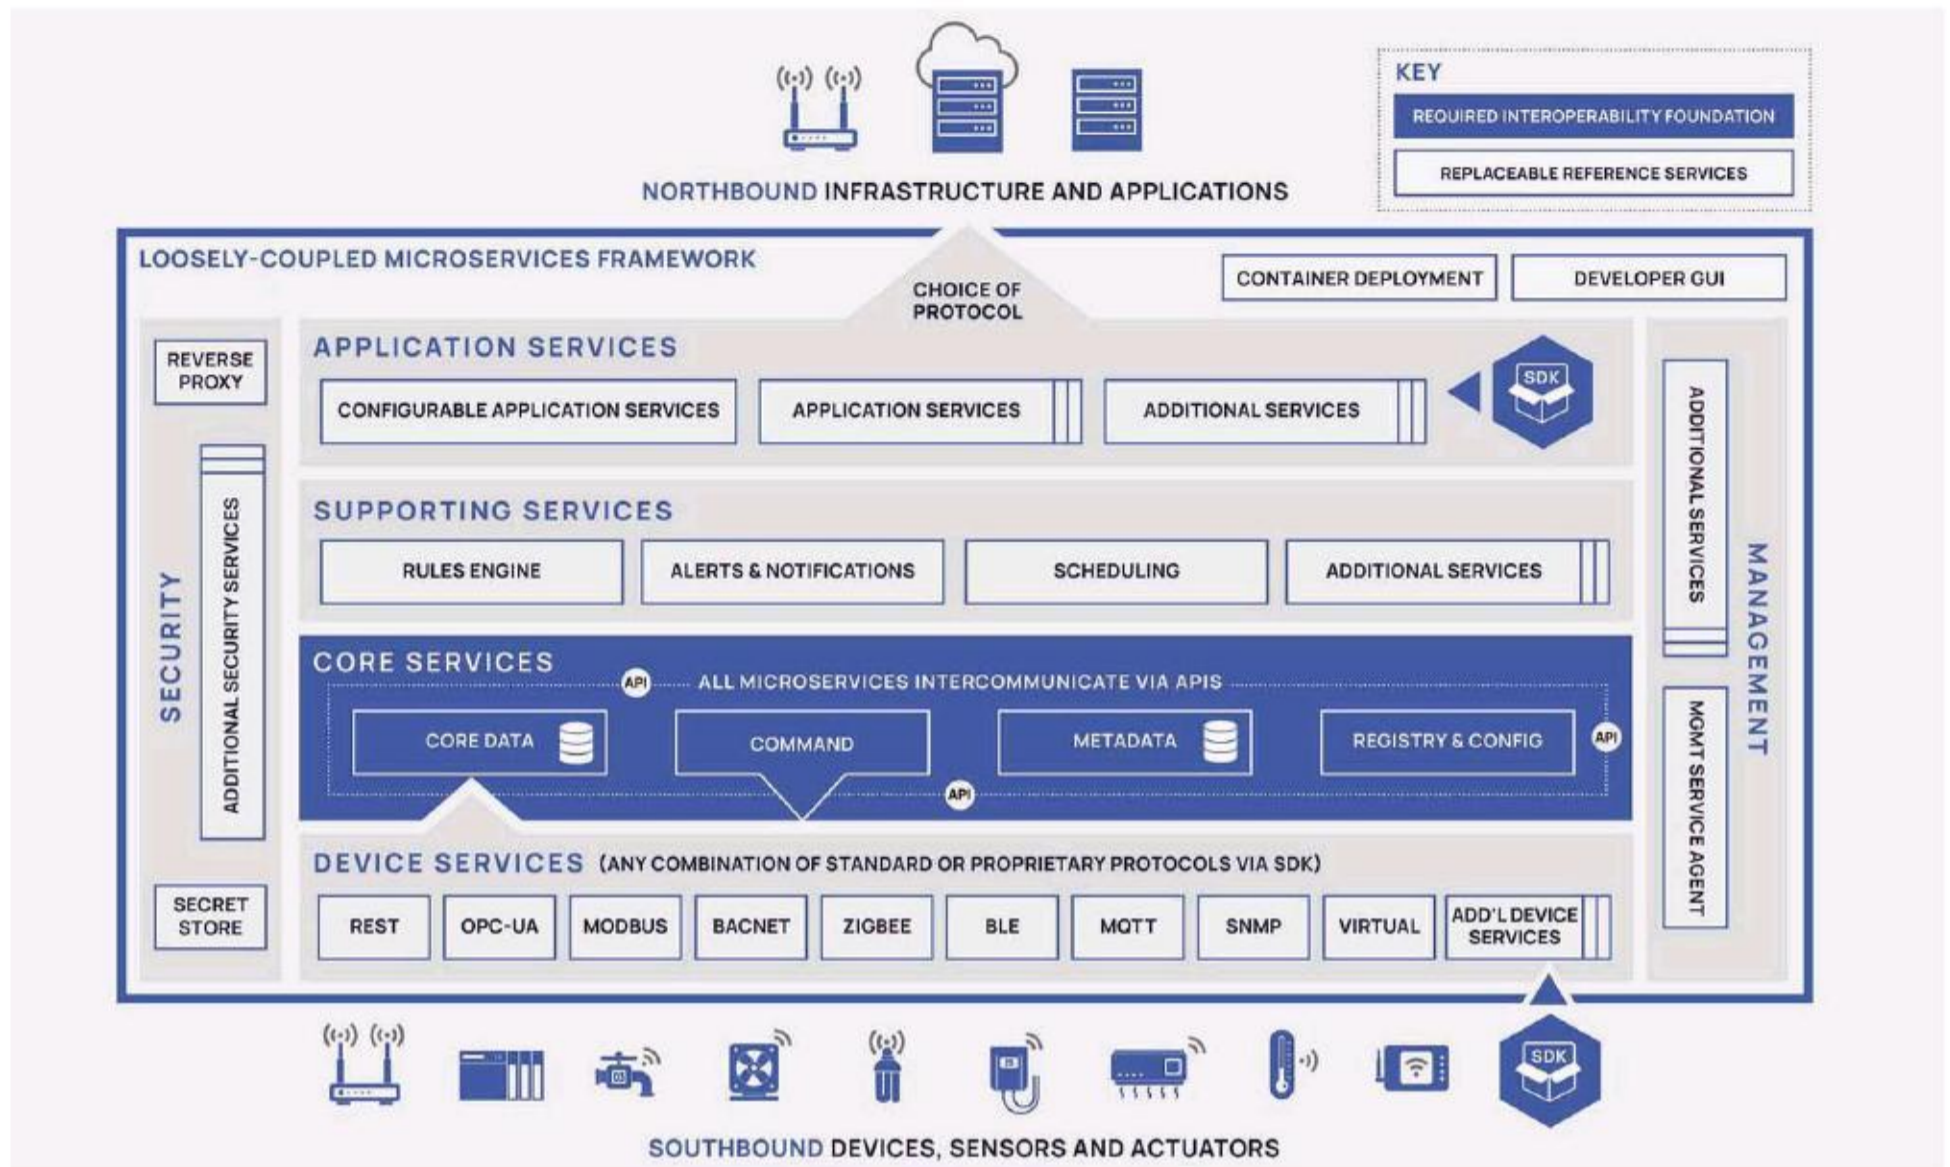 KEY
REQUIRED INTEROPERABILITY FOUNDATION
REPLACEABLE REFERENCE SERVICES
NORTHBOUND INFRASTRUCTURE AND APPLICATIONS
LOOSELY-COUPLED MICROSERVICES FRAMEWORK
CHOICE OF
PROTOCOL
CONTAINER DEPLOYMENT
DEVELOPER GUI
SECURITY
REVERSE
PROXY
ADDITIONAL SECURITY SERVICES
SECRET
STORE
APPLICATION SERVICES
CONFIGURABLE APPLICATION SERVICES
APPLICATION SERVICES
ADDITIONAL SERVICES
SDK
SUPPORTING SERVICES
RULES ENGINE
ALERTS & NOTIFICATIONS
SCHEDULING
ADDITIONAL SERVICES
CORE SERVICES
API
ALL MICROSERVICES INTERCOMMUNICATE VIA APIS
CORE DATA
COMMAND
METADATA
REGISTRY & CONFIG
API
API
DEVICE SERVICES (ANY COMBINATION OF STANDARD OR PROPRIETARY PROTOCOLS VIA SDK)
REST
OPC-UA
MODBUS
BACNET
ZIGBEE
BLE
MQTT
SNMP
VIRTUAL
ADD'L DEVICE
SERVICES
MANAGEMENT
ADDITIONAL SERVICES
MGMT SERVICE AGENT
SDK
SOUTHBOUND DEVICES, SENSORS AND ACTUATORS